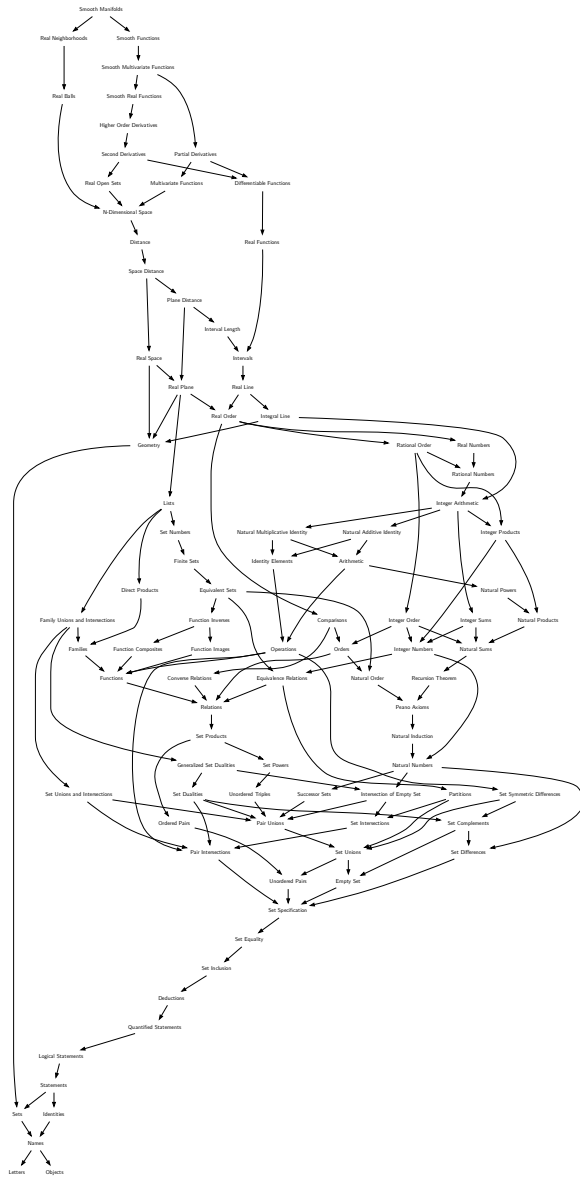 Smooth Manifolds
Real Neighborhoods Smooth Functions
Smooth Multivariate Functions
Real Balls Smooth Real Functions
Higher Order Derivatives
Second Derivatives Partial Derivatives
Real Open Sets Multivariate Functions Differentiable Functions
N-Dimensional Space
Distance Real Functions
Space Distance
Plane Distance
Interval Length
Real Space Intervals
Real Plane Real Line
Real Order Integral Line
Geometry Rational Order Real Numbers
Rational Numbers
Lists Integer Arithmetic
Set Numbers Natural Multiplicative Identity Natural Additive Identity Integer Products
Finite Sets Identity Elements Arithmetic
Direct Products Equivalent Sets Natural Powers
Family Unions and Intersections Function Inverses Comparisons Integer Order Integer Sums Natural Products
Families Function Composites Function Images Operations Orders Integer Numbers Natural Sums
Functions Converse Relations Equivalence Relations Natural Order Recursion Theorem
Relations Peano Axioms
Set Products Natural Induction
Generalized Set Dualities Set Powers Natural Numbers
Set Unions and Intersections Set Dualities Unordered Triples Successor Sets Intersection of Empty Set Partitions Set Symmetric Differences
Ordered Pairs Pair Unions Set Intersections Set Complements
Pair Intersections Set Unions Set Differences
Unordered Pairs Empty Set
Set Specification
Set Equality
Set Inclusion
Deductions
Quantified Statements
Logical Statements
Statements
Sets Identities
Names
Letters Objects